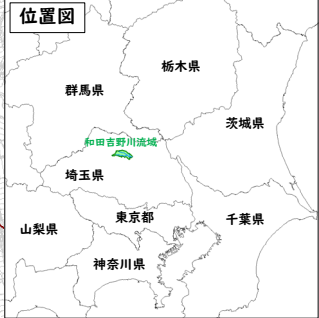 位置図
栃木県
群馬県
茨城県
和田吉野川流域
埼玉県
東京都
千葉県
山梨県
神奈川県